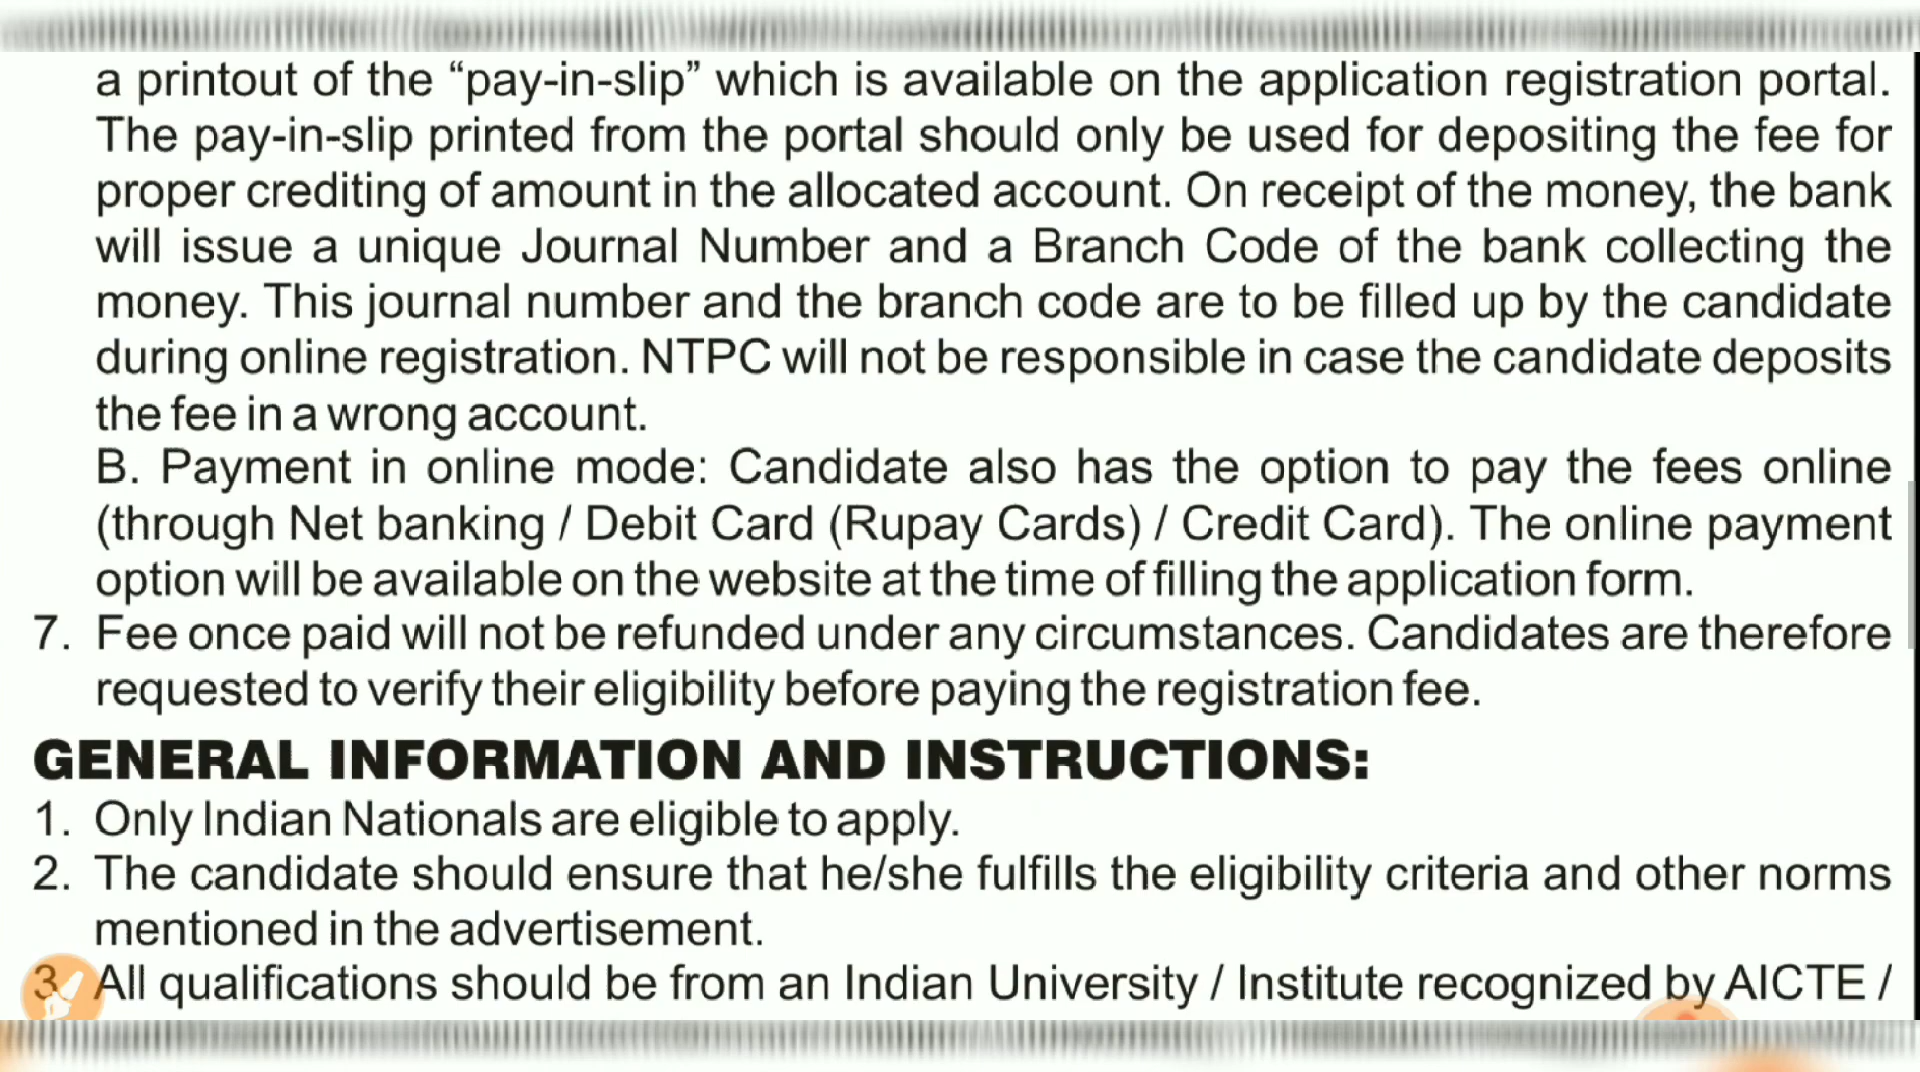 a printout of the “pay-in-slip” which is available on the application registration portal.
The pay-in-slip printed from the portal should only be used for depositing the fee for
proper crediting of amount in the allocated account. On receipt of the money, the bank
will issue a unique Journal Number and a Branch Code of the bank collecting the
money. This journal number and the branch code are to be filled up by the candidate
during online registration. NTPC will not be responsible in case the candidate deposits
the fee in a wrong account.
B. Payment in online mode: Candidate also has the option to pay the fees online
(through Net banking / Debit Card (Rupay Cards) / Credit Card). The online payment
option will be available on the website at the time of filling the application form.
7. Fee once paid will not be refunded under any circumstances. Candidates are therefore
requested to verify their eligibility before paying the registration fee.
GENERAL INFORMATION AND INSTRUCTIONS:
1. Only Indian Nationals are eligible to apply.
2. The candidate should ensure that he/she fulfills the eligibility criteria and other norms
mentioned in the advertisement.
3. All qualifications should be from an Indian University / Institute recognized by AICTE /